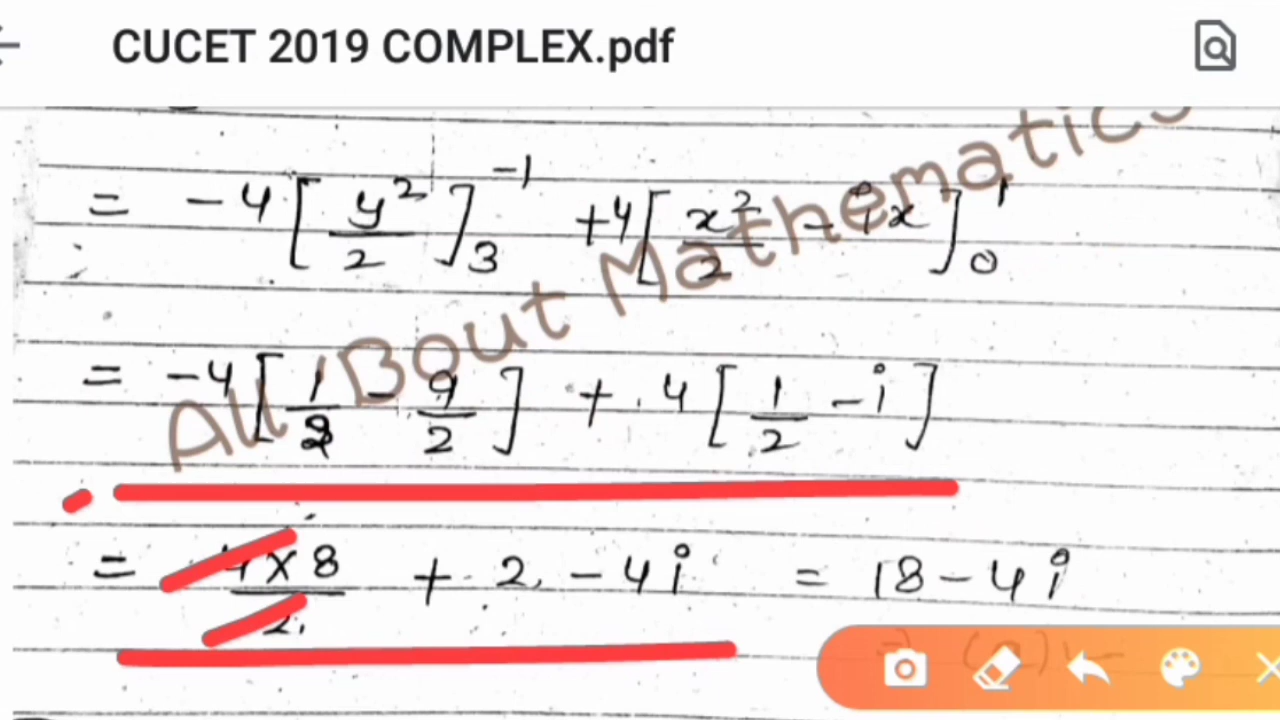 CUCET 2019 COMPLEX.pdf
= -4 [y²/2]₃⁻¹ +4 [x²/2 - ix]₀¹
All Bout Mathematics
= -4 [1/2 - 9/2] + 4 [1/2 - i]
= 4×8/2 + 2 - 4i = 18 - 4i